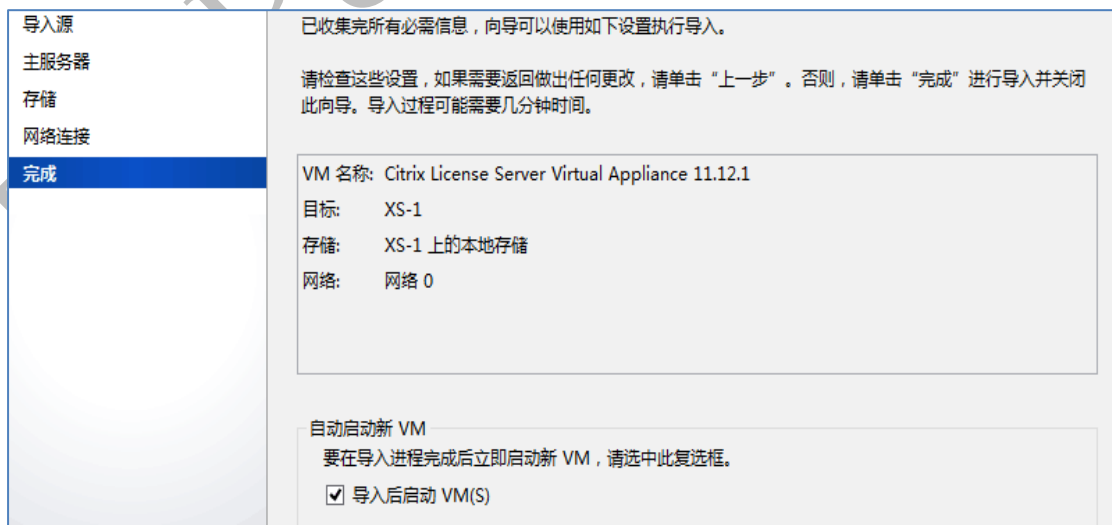 导入源
主服务器
存储
网络连接
完成
已收集完所有必需信息，向导可以使用如下设置执行导入。
请检查这些设置，如果需要返回做出任何更改，请单击“上一步”。否则，请单击“完成”进行导入并关闭
此向导。导入过程可能需要几分钟时间。
VM 名称: Citrix License Server Virtual Appliance 11.12.1
目标: XS-1
存储: XS-1 上的本地存储
网络: 网络 0
自动启动新 VM
要在导入进程完成后立即启动新 VM，请选中此复选框。
导入后启动 VM(S)